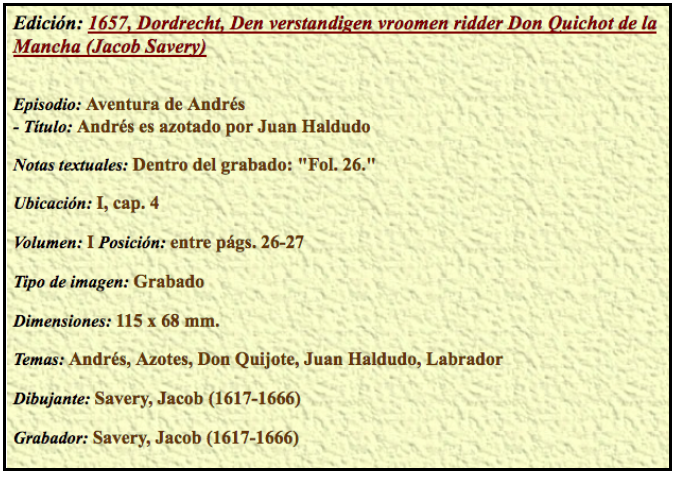 Edición: 1657, Dordrecht, Den verstandigen vroomen ridder Don Quichot de la
Mancha (Jacob Savery)
Episodio: Aventura de Andrés
- Título: Andrés es azotado por Juan Haldudo
Notas textuales: Dentro del grabado: "Fol. 26."
Ubicación: I, cap. 4
Volumen: I Posición: entre págs. 26-27
Tipo de imagen: Grabado
Dimensiones: 115 x 68 mm.
Temas: Andrés, Azotes, Don Quijote, Juan Haldudo, Labrador
Dibujante: Savery, Jacob (1617-1666)
Grabador: Savery, Jacob (1617-1666)